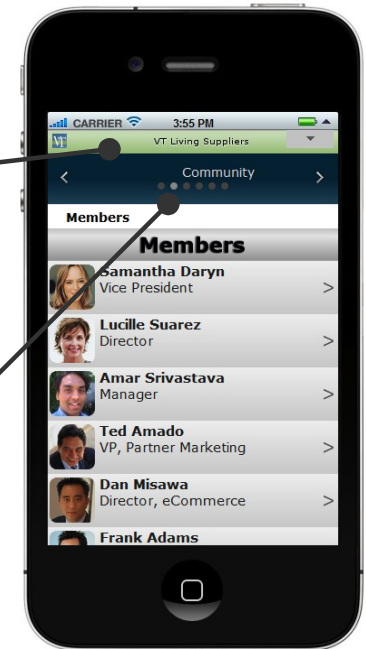 CARRIER 3:55 PM
VT VT Living Suppliers
Community
Members
Members
Samantha Daryn
Vice President
Lucille Suarez
Director
Amar Srivastava
Manager
Ted Amado
VP, Partner Marketing
Dan Misawa
Director, eCommerce
Frank Adams